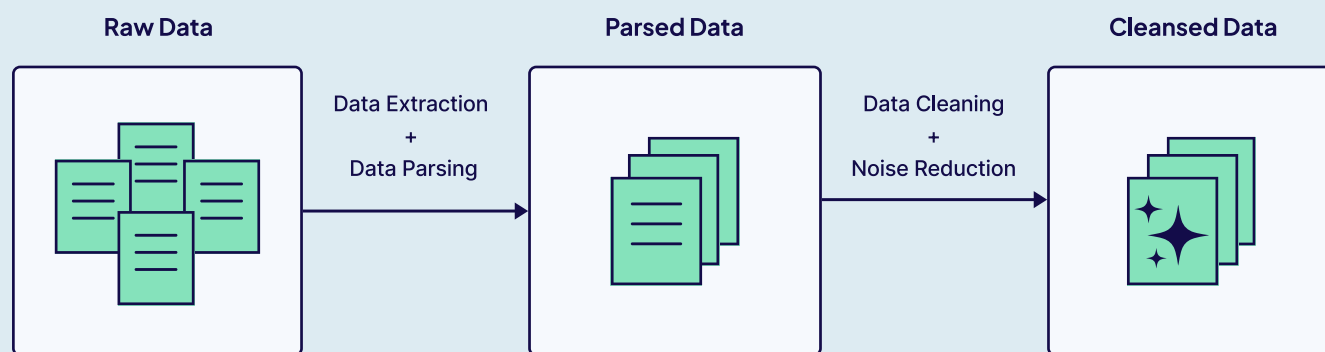 Raw Data
Data Extraction
+
Data Parsing
Parsed Data
Data Cleaning
+
Noise Reduction
Cleansed Data